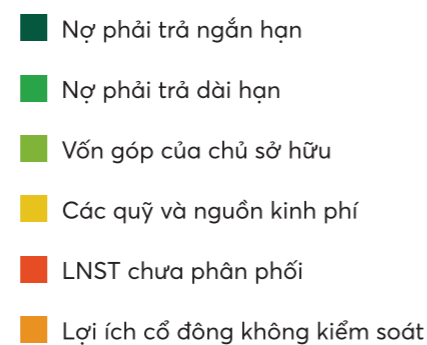 Nợ phải trả ngắn hạn
Nợ phải trả dài hạn
Vốn góp của chủ sở hữu
Các quỹ và nguồn kinh phí
LNST chưa phân phối
Lợi ích cổ đông không kiểm soát